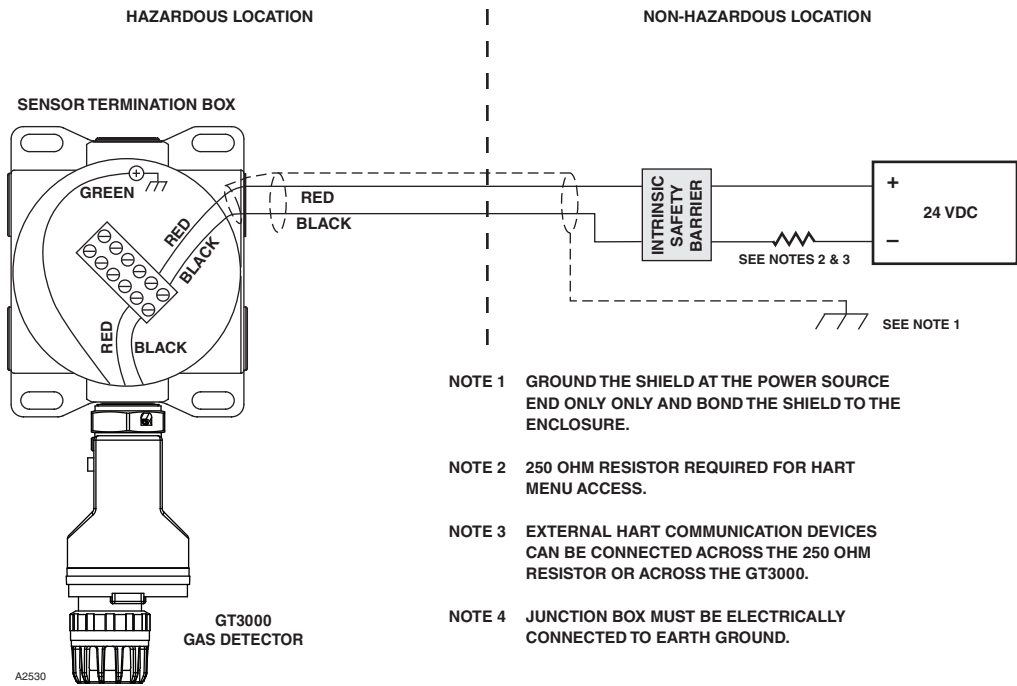 HAZARDOUS LOCATION
NON-HAZARDOUS LOCATION
SENSOR TERMINATION BOX
GREEN
RED
BLACK
RED
BLACK
RED
BLACK
INTRINSIC
SAFETY
BARRIER
+
24 VDC
–
SEE NOTES 2 & 3
SEE NOTE 1
NOTE 1 GROUND THE SHIELD AT THE POWER SOURCE
END ONLY ONLY AND BOND THE SHIELD TO THE
ENCLOSURE.
NOTE 2 250 OHM RESISTOR REQUIRED FOR HART
MENU ACCESS.
NOTE 3 EXTERNAL HART COMMUNICATION DEVICES
CAN BE CONNECTED ACROSS THE 250 OHM
RESISTOR OR ACROSS THE GT3000.
NOTE 4 JUNCTION BOX MUST BE ELECTRICALLY
CONNECTED TO EARTH GROUND.
GT3000
GAS DETECTOR
A2530